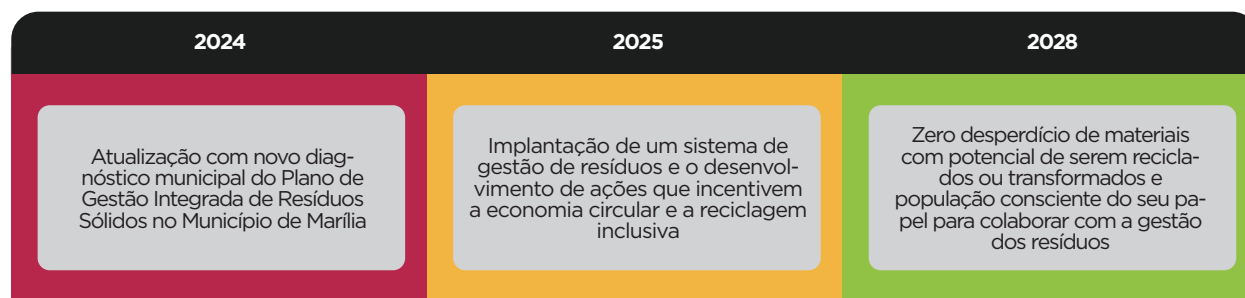 2024
2025
2028
Atualização com novo diag-
nóstico municipal do Plano de
Gestão Integrada de Resíduos
Sólidos no Município de Marília
Implantação de um sistema de
gestão de resíduos e o desenvol-
vimento de ações que incentivem
a economia circular e a reciclagem
inclusiva
Zero desperdício de materiais
com potencial de serem recicla-
dos ou transformados e
população consciente do seu pa-
pel para colaborar com a gestão
dos resíduos